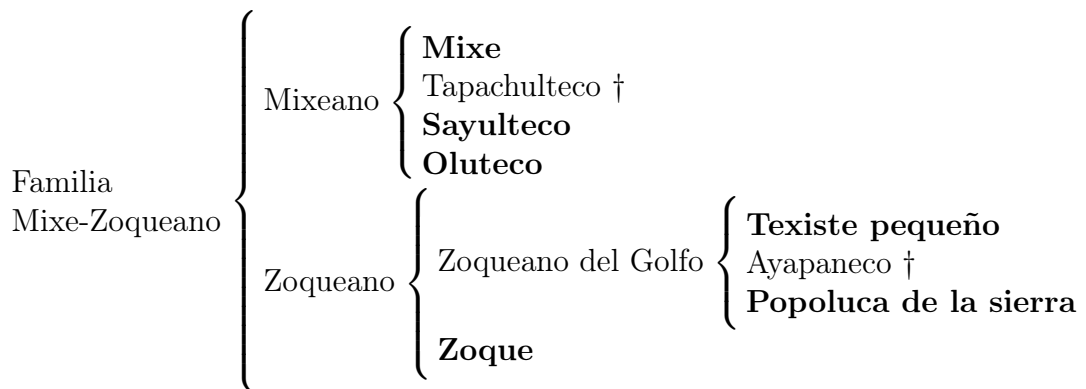 Familia
Mixe-Zoqueano
Mixeano
Mixe
Tapachulteco †
Sayulteco
Oluteco
Zoqueano
Zoqueano del Golfo
Texiste pequeño
Ayapaneco †
Popoluca de la sierra
Zoque